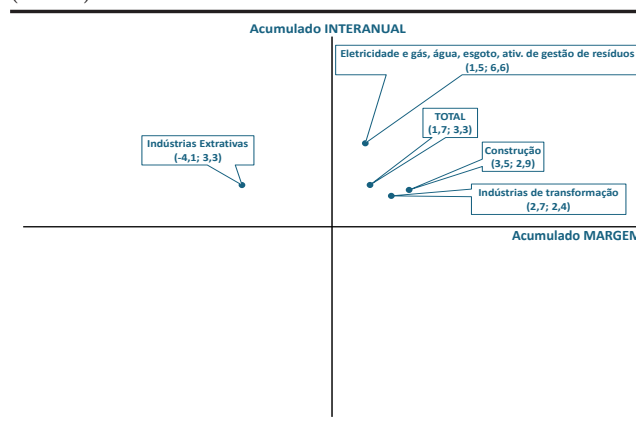 Acumulado INTERANUAL
Eletricidade e gás, água, esgoto, ativ. de gestão de resíduos
(1,5; 6,6)
TOTAL
(1,7; 3,3)
Indústrias Extrativas
(-4,1; 3,3)
Construção
(3,5; 2,9)
Indústrias de transformação
(2,7; 2,4)
Acumulado MARGEM